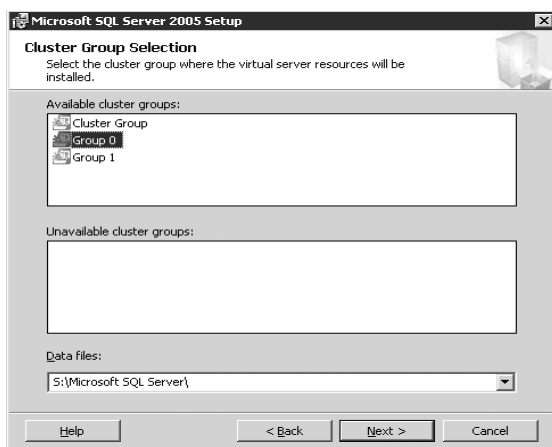 Microsoft SQL Server 2005 Setup
Cluster Group Selection
Select the cluster group where the virtual server resources will be
installed.
Available cluster groups:
Cluster Group
Group 0
Group 1
Unavailable cluster groups:
Data files:
S:\Microsoft SQL Server\
Help
< Back
Next >
Cancel